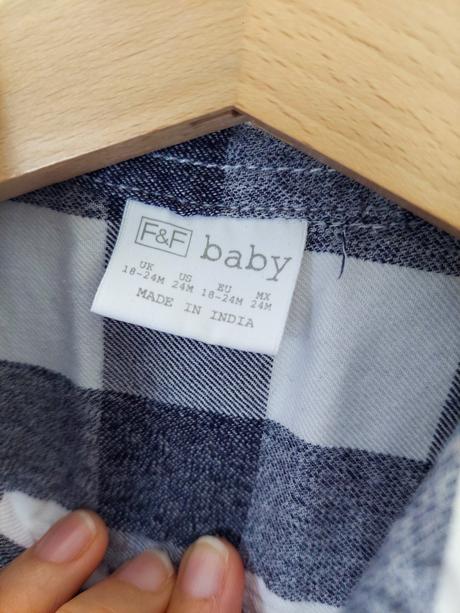 F&F baby
UK US EU MX
18-24M 24M 18-24M 24M
MADE IN INDIA